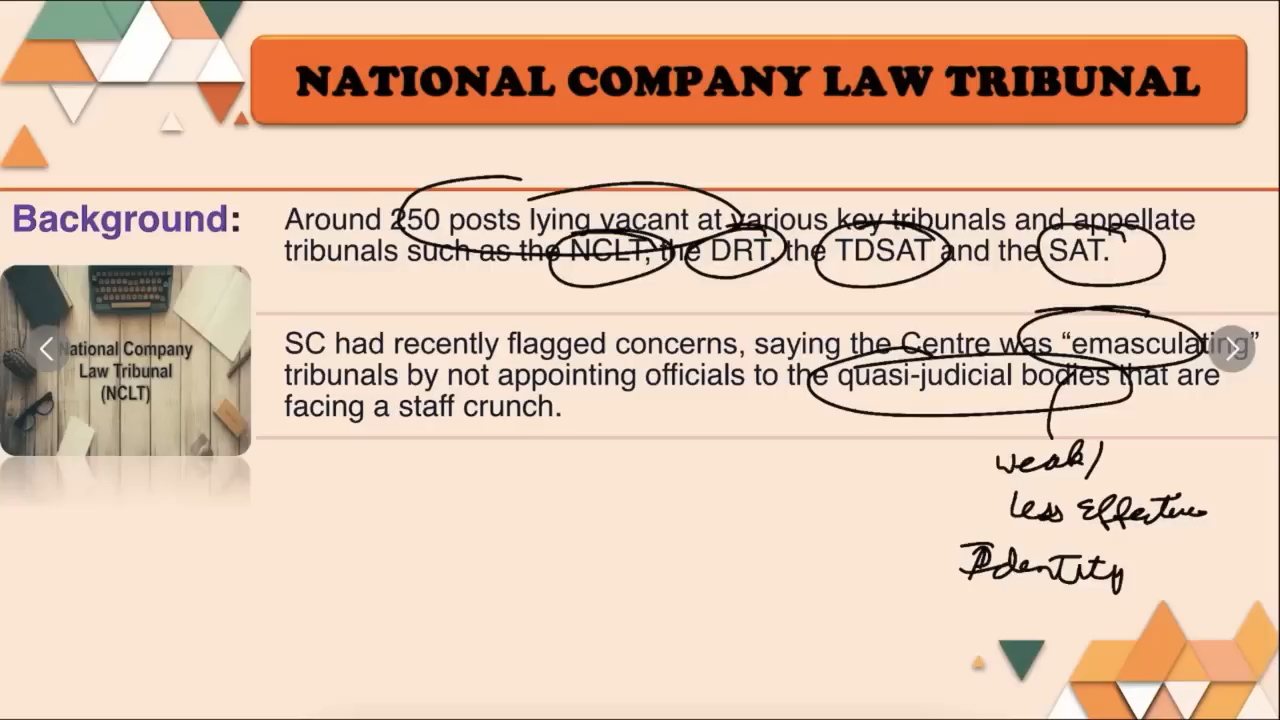 NATIONAL COMPANY LAW TRIBUNAL
Background:
Around 250 posts lying vacant at various key tribunals and appellate
tribunals such as the NCLT, the DRT, the TDSAT and the SAT.
National Company
Law Tribunal
(NCLT)
SC had recently flagged concerns, saying the Centre was “emasculating”
tribunals by not appointing officials to the quasi-judicial bodies that are
facing a staff crunch.
weak/
less effective
Identity